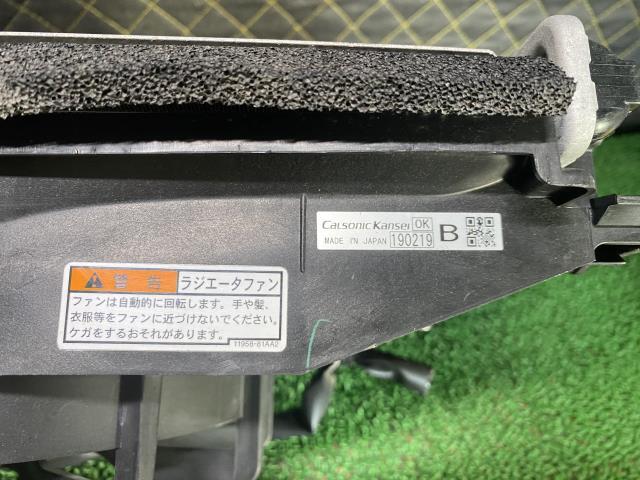 CalsonicKansei OK
MADE IN JAPAN 190219 B
警告 ラジエータファン
ファンは自動的に回転します。手や髪、
衣服等をファンに近づけないでください。
ケガをするおそれがあります。
11958-61AA2